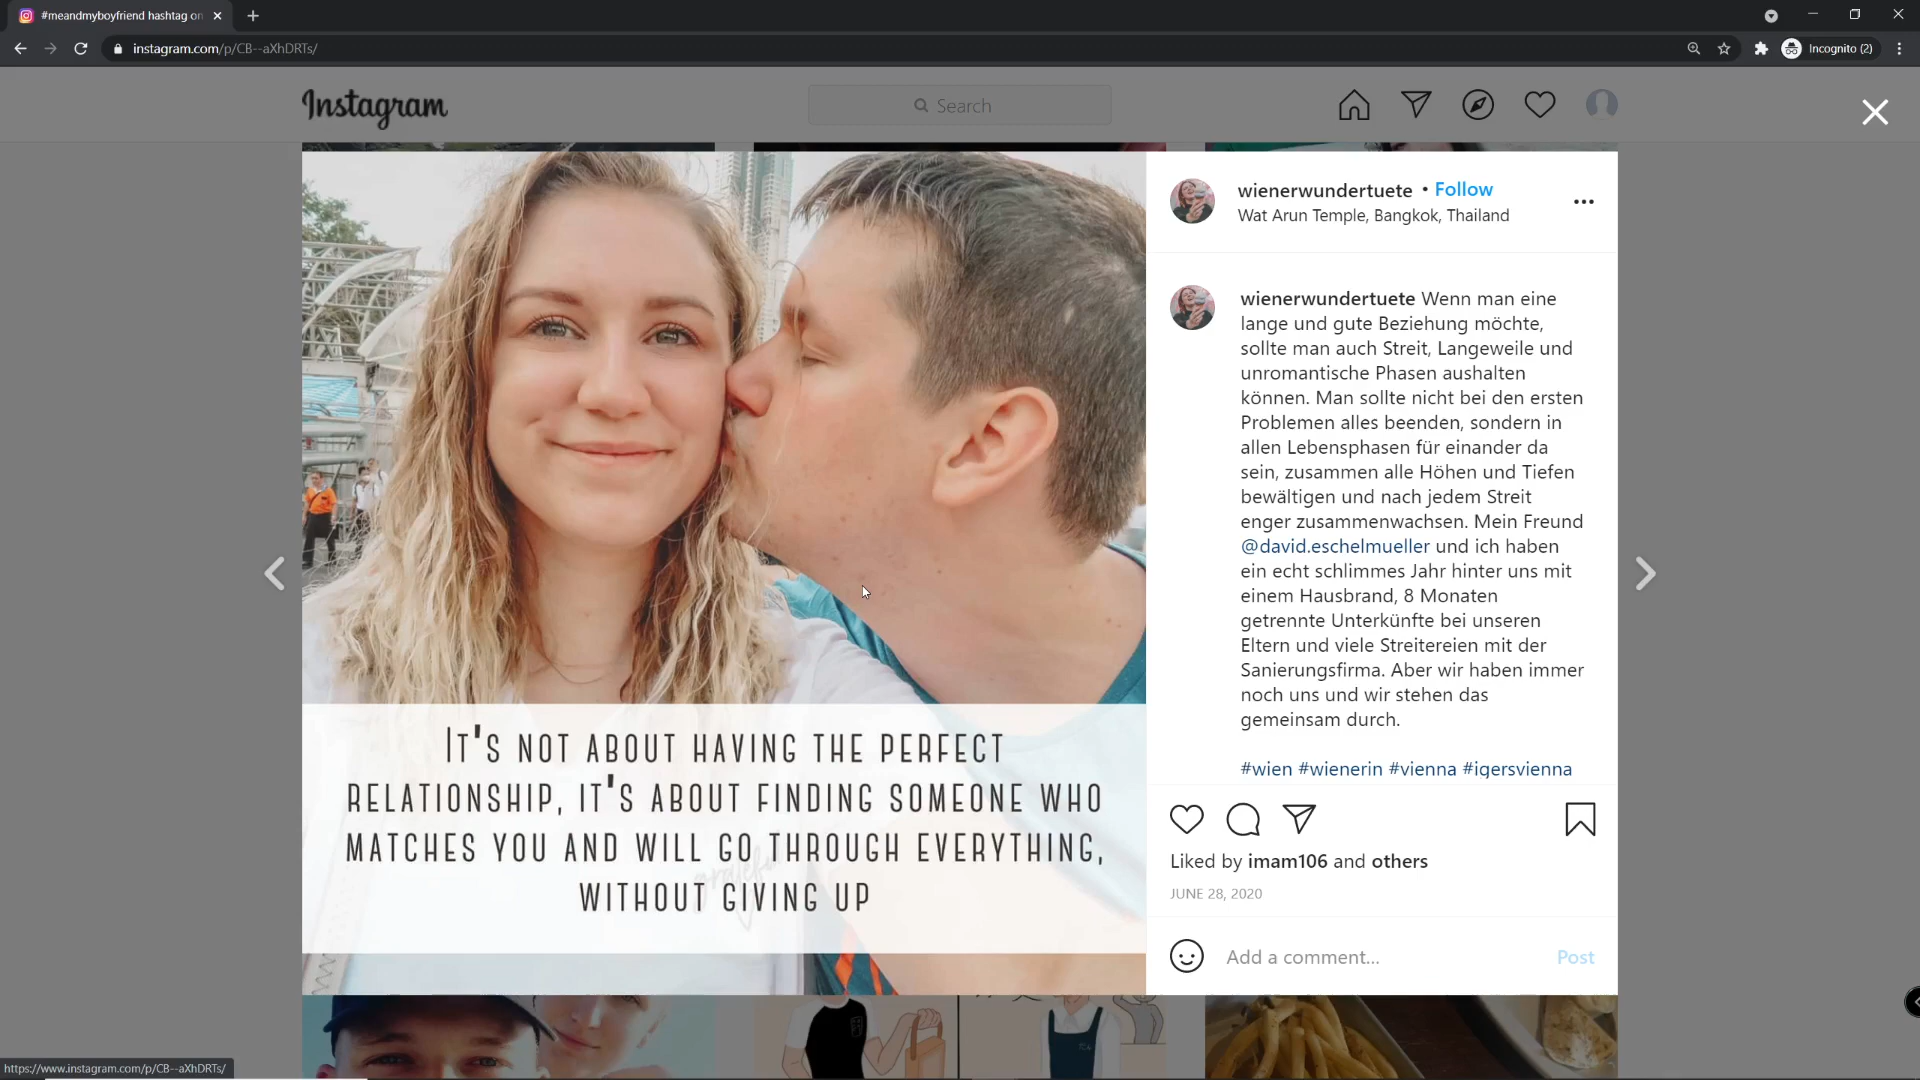 #meandmyboyfriend hashtag on
instagram.com/p/CB--aXhDRTs/
Incognito (2)
Instagram
Search
wienerwundertuete • Follow
Wat Arun Temple, Bangkok, Thailand
wienerwundertuete Wenn man eine
lange und gute Beziehung möchte,
sollte man auch Streit, Langeweile und
unromantische Phasen aushalten
können. Man sollte nicht bei den ersten
Problemen alles beenden, sondern in
allen Lebensphasen für einander da
sein, zusammen alle Höhen und Tiefen
bewältigen und nach jedem Streit
enger zusammenwachsen. Mein Freund
@david.eschelmueller und ich haben
ein echt schlimmes Jahr hinter uns mit
einem Hausbrand, 8 Monaten
getrennte Unterkünfte bei unseren
Eltern und viele Streitereien mit der
Sanierungsfirma. Aber wir haben immer
noch uns und wir stehen das
gemeinsam durch.
#wien #wienerin #vienna #igersvienna
IT'S NOT ABOUT HAVING THE PERFECT
RELATIONSHIP, IT'S ABOUT FINDING SOMEONE WHO
MATCHES YOU AND WILL GO THROUGH EVERYTHING,
WITHOUT GIVING UP
Liked by imam106 and others
JUNE 28, 2020
Add a comment...
Post
https://www.instagram.com/p/CB--aXhDRTs/